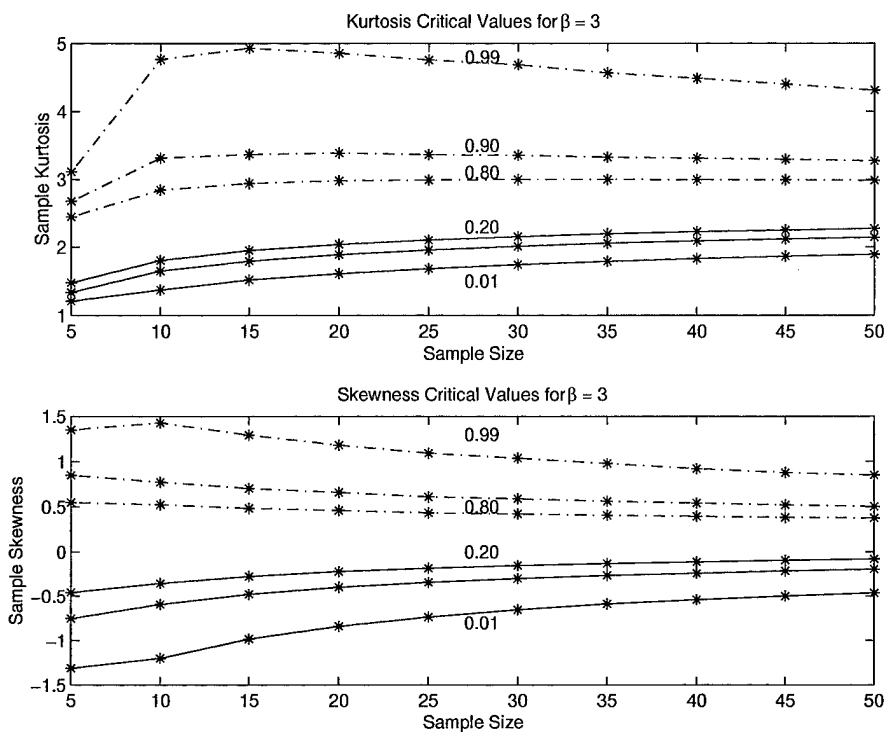 Kurtosis Critical Values for β = 3
5
4
3
2
1
Sample Kurtosis
0.99
0.90
0.80
0.20
0.01
5 10 15 20 25 30 35 40 45 50
Sample Size
Skewness Critical Values for β = 3
1.5
1
0.5
0
−0.5
−1
−1.5
Sample Skewness
0.99
0.80
0.20
0.01
5 10 15 20 25 30 35 40 45 50
Sample Size